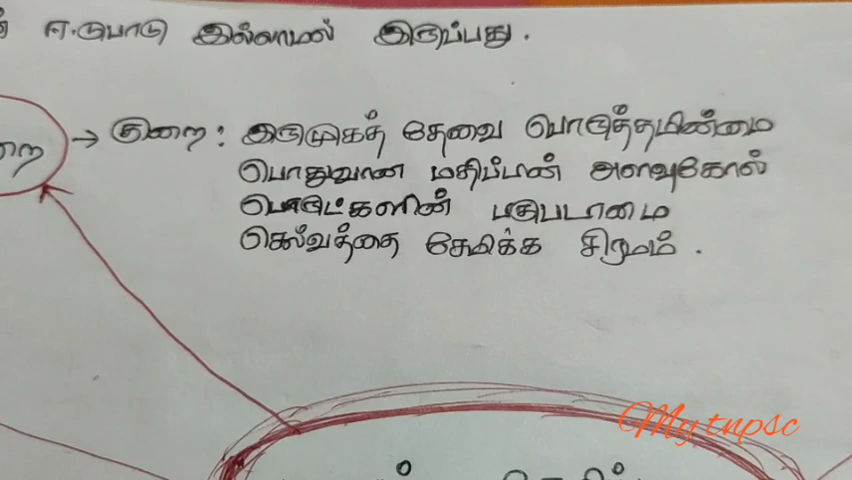 ஈடுபாடு இல்லாமல் இருப்பது.
றை → குறை: இருமுகத் தேவை பொருத்தமின்மை
பொதுவான மதிப்பின் அளவுகோல்
பொருட்களின் பகுபடாமை
செல்வத்தை சேமிக்க சிரமம்.
My tnpsc